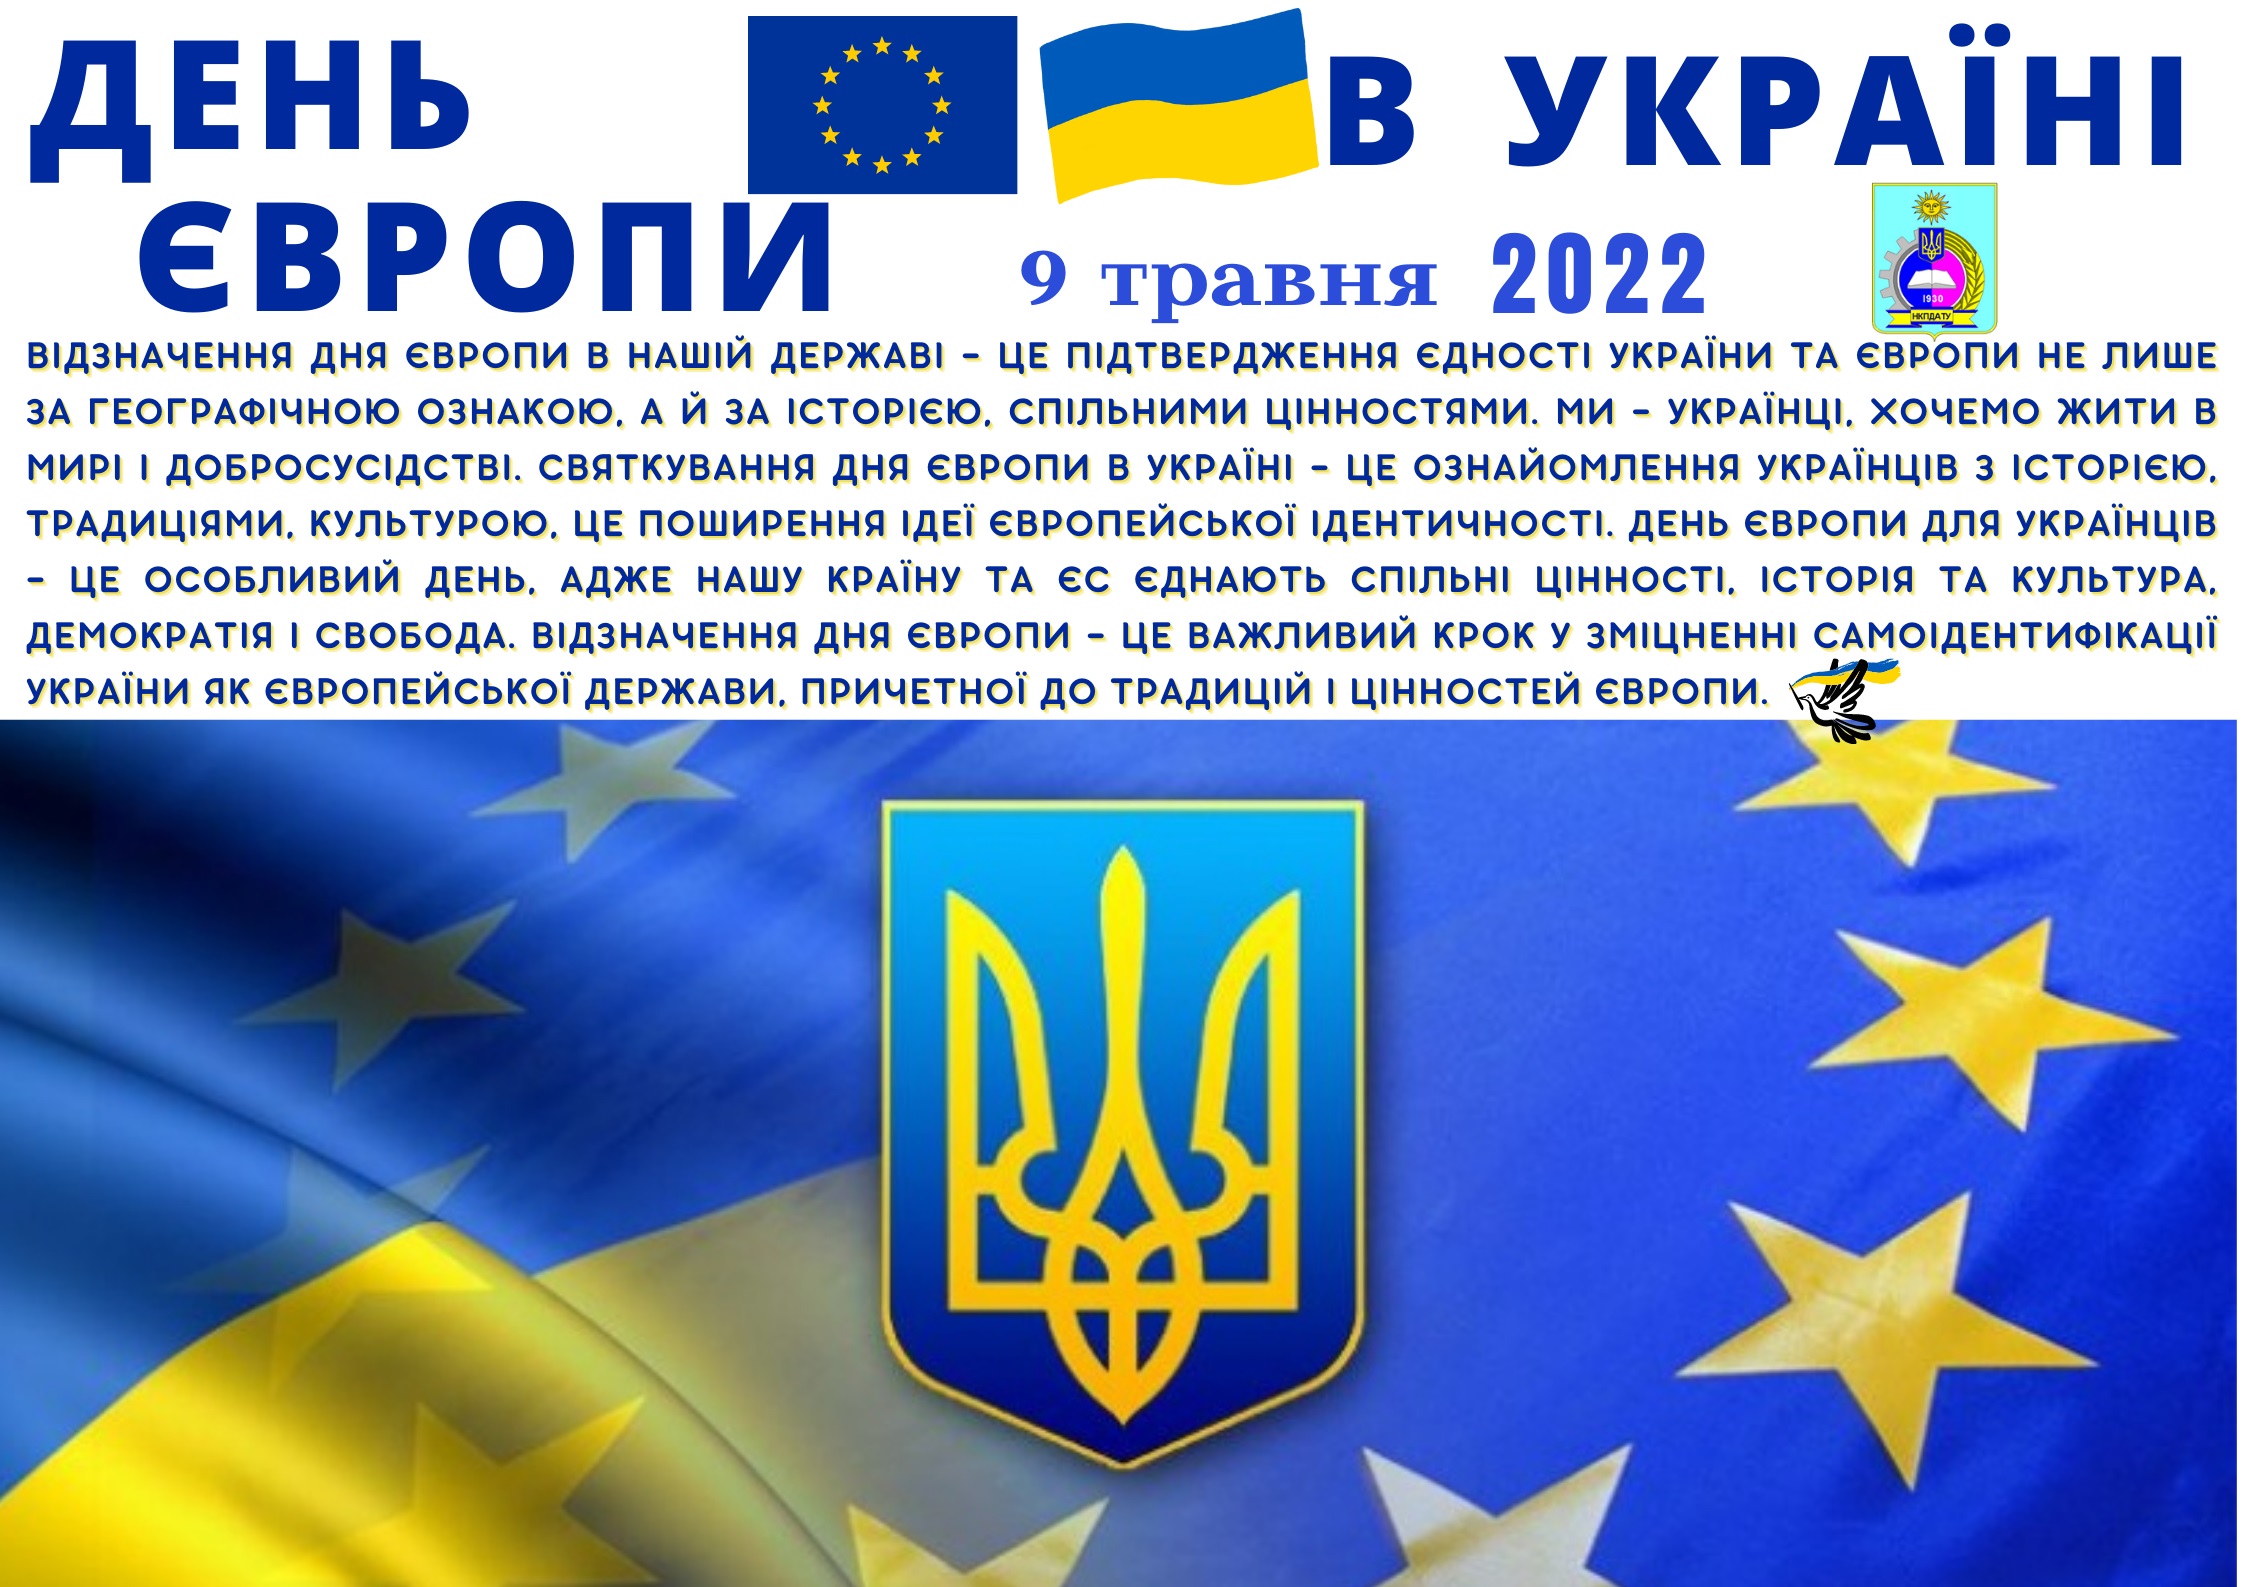 ДЕНЬ В УКРАЇНІ
ЄВРОПИ 9 травня 2022
1930
НКПДАТУ
ВІДЗНАЧЕННЯ ДНЯ ЄВРОПИ В НАШІЙ ДЕРЖАВІ – ЦЕ ПІДТВЕРДЖЕННЯ ЄДНОСТІ УКРАЇНИ ТА ЄВРОПИ НЕ ЛИШЕ
ЗА ГЕОГРАФІЧНОЮ ОЗНАКОЮ, А Й ЗА ІСТОРІЄЮ, СПІЛЬНИМИ ЦІННОСТЯМИ. МИ – УКРАЇНЦІ, ХОЧЕМО ЖИТИ В
МИРІ І ДОБРОСУСІДСТВІ. СВЯТКУВАННЯ ДНЯ ЄВРОПИ В УКРАЇНІ – ЦЕ ОЗНАЙОМЛЕННЯ УКРАЇНЦІВ З ІСТОРІЄЮ,
ТРАДИЦІЯМИ, КУЛЬТУРОЮ, ЦЕ ПОШИРЕННЯ ІДЕЇ ЄВРОПЕЙСЬКОЇ ІДЕНТИЧНОСТІ. ДЕНЬ ЄВРОПИ ДЛЯ УКРАЇНЦІВ
– ЦЕ ОСОБЛИВИЙ ДЕНЬ, АДЖЕ НАШУ КРАЇНУ ТА ЄС ЄДНАЮТЬ СПІЛЬНІ ЦІННОСТІ, ІСТОРІЯ ТА КУЛЬТУРА,
ДЕМОКРАТІЯ І СВОБОДА. ВІДЗНАЧЕННЯ ДНЯ ЄВРОПИ – ЦЕ ВАЖЛИВИЙ КРОК У ЗМІЦНЕННІ САМОІДЕНТИФІКАЦІЇ
УКРАЇНИ ЯК ЄВРОПЕЙСЬКОЇ ДЕРЖАВИ, ПРИЧЕТНОЇ ДО ТРАДИЦІЙ І ЦІННОСТЕЙ ЄВРОПИ.